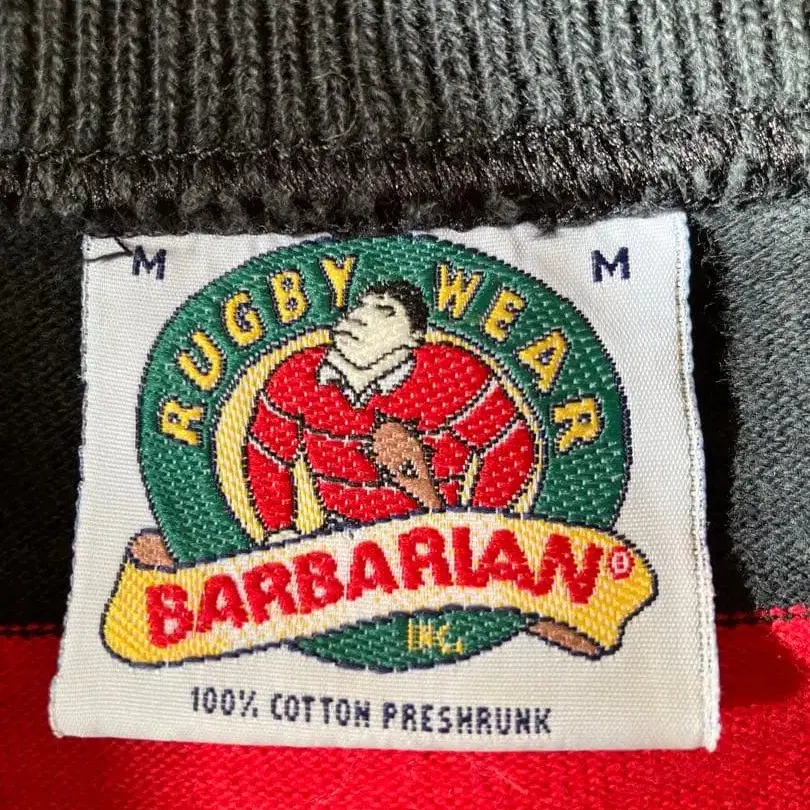 M M
RUGBY WEAR
BARBARIAN®
INC.
100% COTTON PRESHRUNK